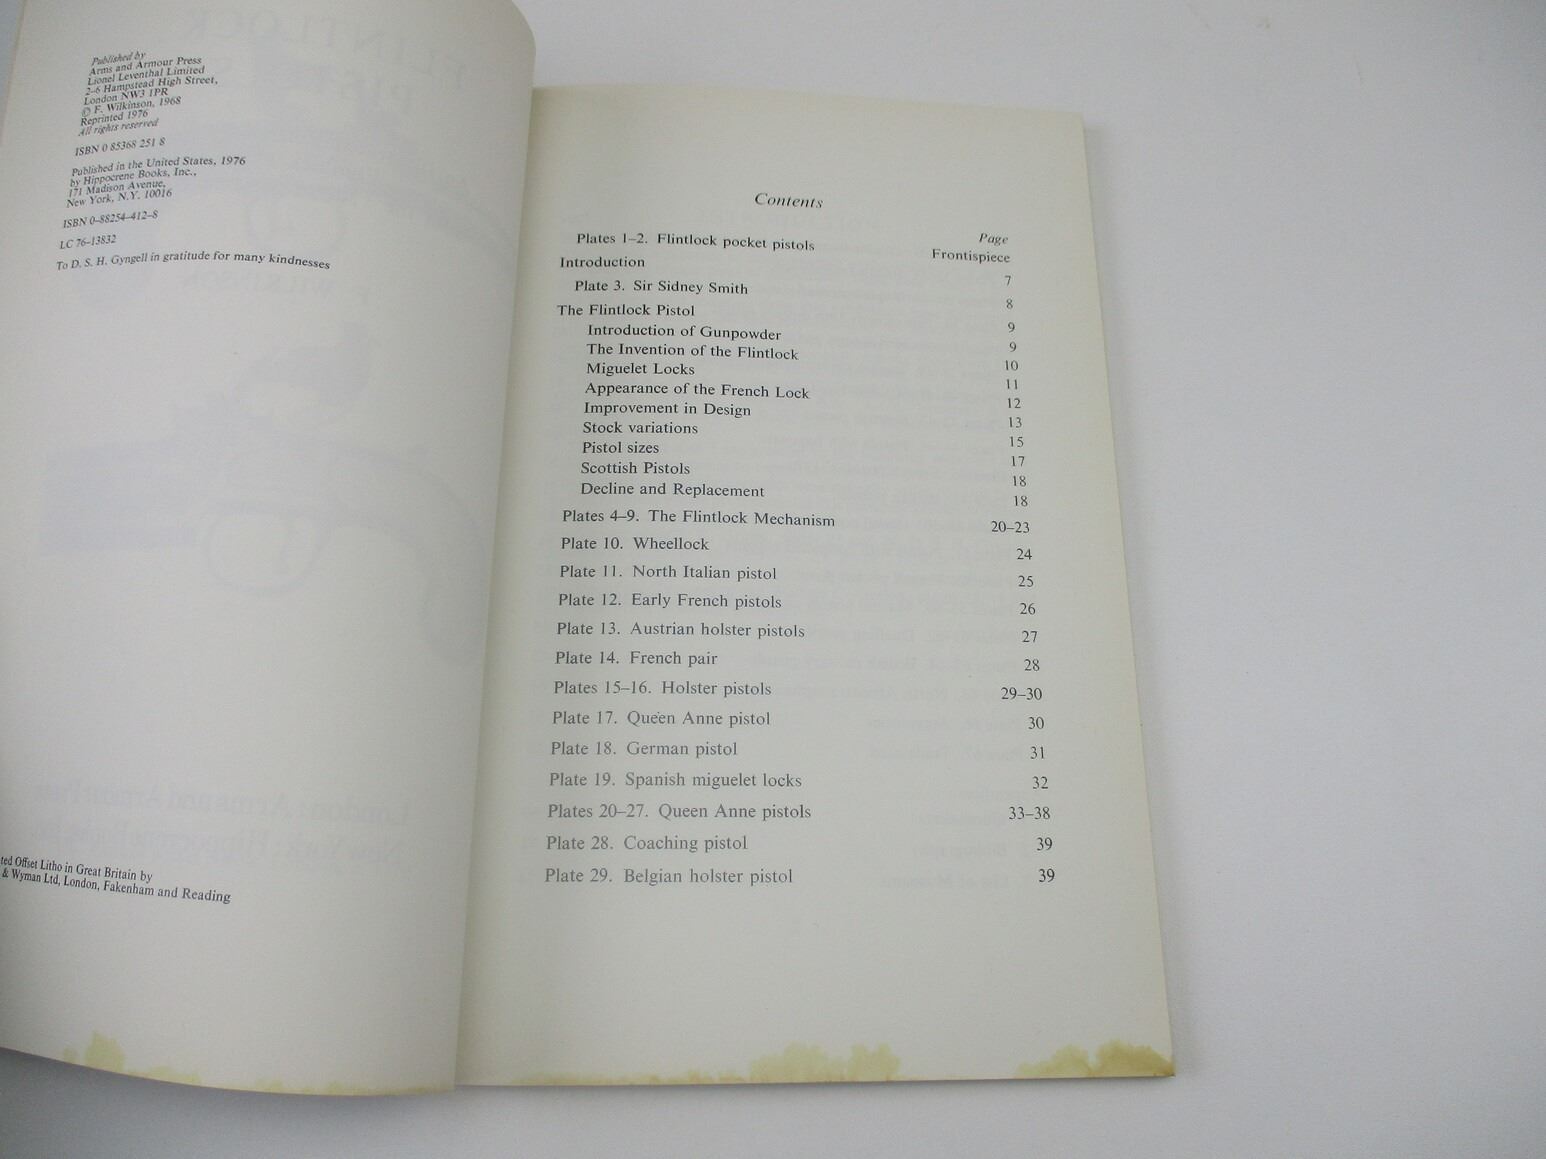 Published by
Arms and Armour Press
Lionel Leventhal Limited
2–6 Hampstead High Street,
London NW3 1PR
© F. Wilkinson, 1968
Reprinted 1976
All rights reserved
ISBN 0 85368 251 8
Published in the United States, 1976
by Hippocrene Books, Inc.,
171 Madison Avenue,
New York, N.Y. 10016
ISBN 0–88254–412–8
LC 76–13832
To D. S. H. Gyngell in gratitude for many kindnesses
Offset Litho in Great Britain by
& Wyman Ltd, London, Fakenham and Reading
Contents
Page
Plates 1–2. Flintlock pocket pistols Frontispiece
Introduction 7
Plate 3. Sir Sidney Smith 8
The Flintlock Pistol 9
Introduction of Gunpowder 9
The Invention of the Flintlock 10
Miguelet Locks 11
Appearance of the French Lock 12
Improvement in Design 13
Stock variations 15
Pistol sizes 17
Scottish Pistols 18
Decline and Replacement 18
Plates 4–9. The Flintlock Mechanism 20–23
Plate 10. Wheellock 24
Plate 11. North Italian pistol 25
Plate 12. Early French pistols 26
Plate 13. Austrian holster pistols 27
Plate 14. French pair 28
Plates 15–16. Holster pistols 29–30
Plate 17. Queen Anne pistol 30
Plate 18. German pistol 31
Plate 19. Spanish miguelet locks 32
Plates 20–27. Queen Anne pistols 33–38
Plate 28. Coaching pistol 39
Plate 29. Belgian holster pistol 39